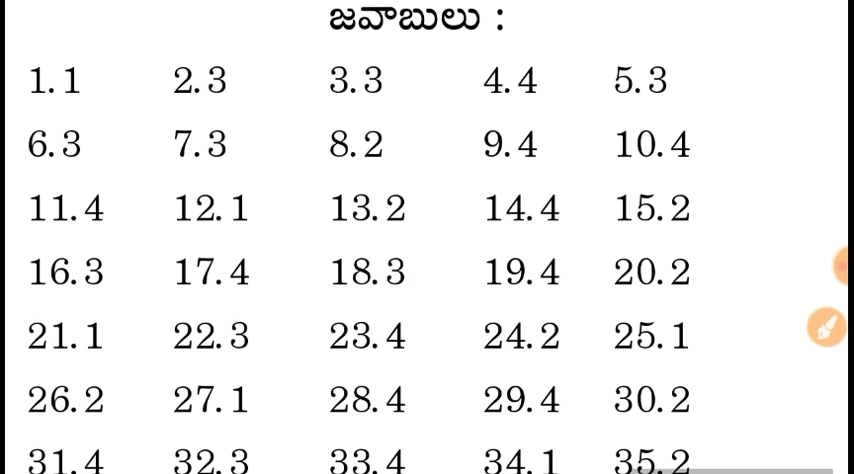 జవాబులు :
1. 1 2. 3 3. 3 4. 4 5. 3
6. 3 7. 3 8. 2 9. 4 10. 4
11. 4 12. 1 13. 2 14. 4 15. 2
16. 3 17. 4 18. 3 19. 4 20. 2
21. 1 22. 3 23. 4 24. 2 25. 1
26. 2 27. 1 28. 4 29. 4 30. 2
31. 4 32. 3 33. 4 34. 1 35. 2